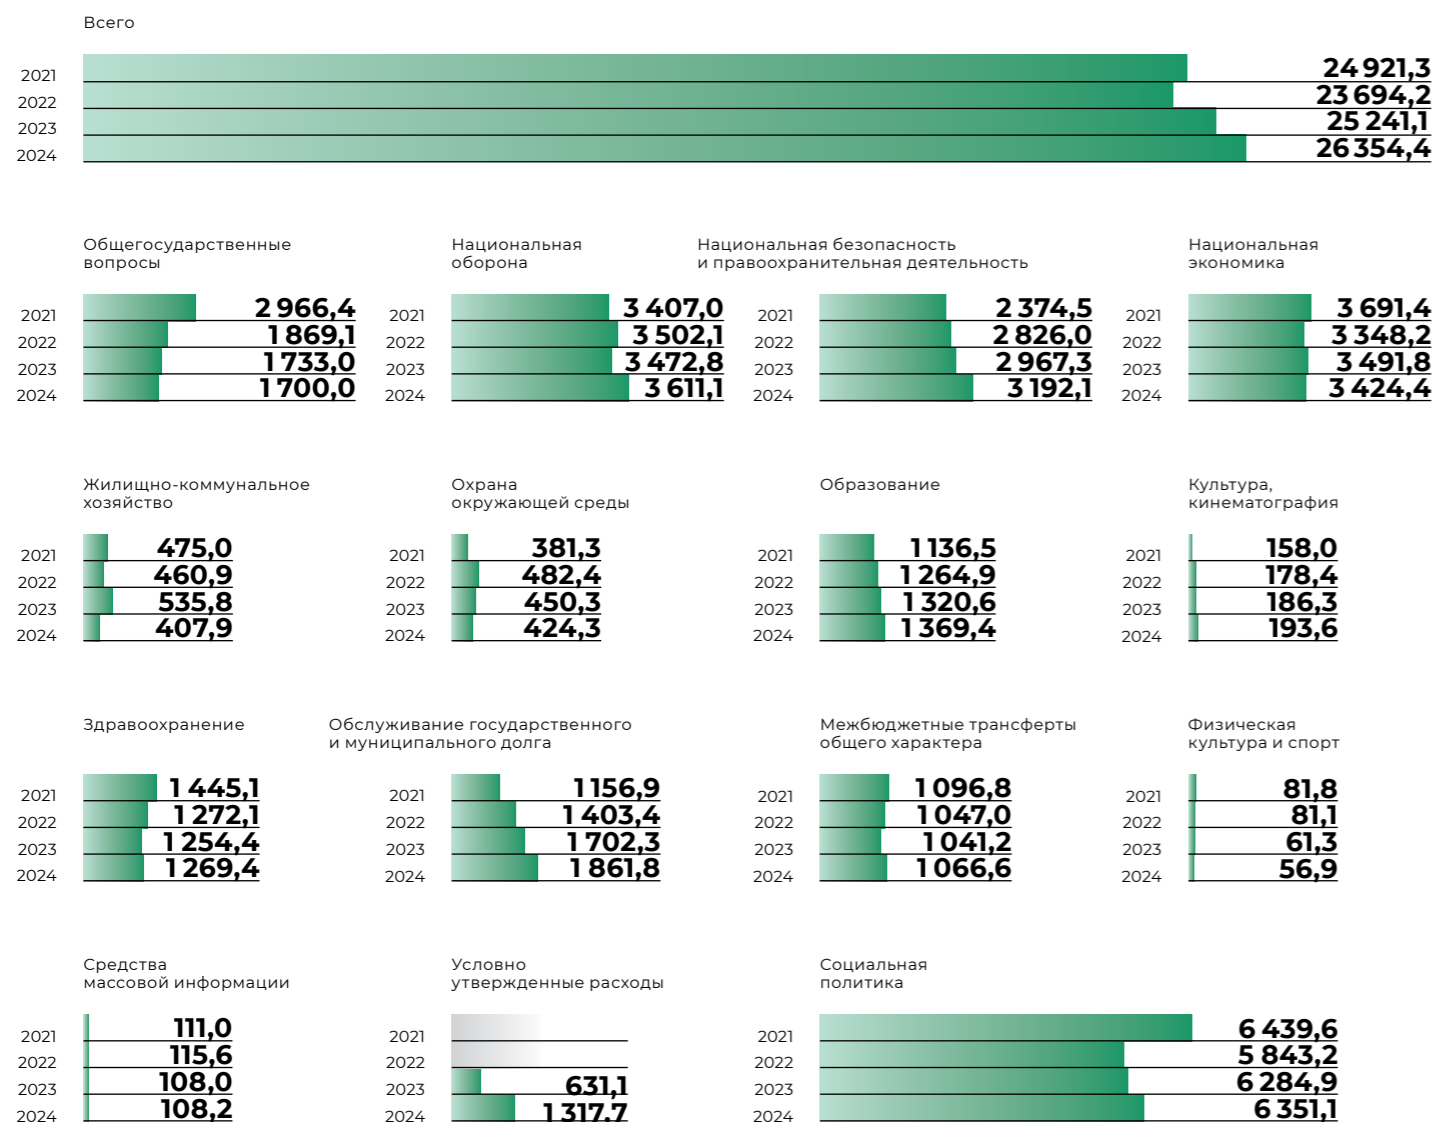 Всего
2021 24 921,3
2022 23 694,2
2023 25 241,1
2024 26 354,4
Общегосударственные
вопросы
2021 2 966,4
2022 1 869,1
2023 1 733,0
2024 1 700,0
Национальная
оборона
2021 3 407,0
2022 3 502,1
2023 3 472,8
2024 3 611,1
Национальная безопасность
и правоохранительная деятельность
2021 2 374,5
2022 2 826,0
2023 2 967,3
2024 3 192,1
Национальная
экономика
2021 3 691,4
2022 3 348,2
2023 3 491,8
2024 3 424,4
Жилищно-коммунальное
хозяйство
2021 475,0
2022 460,9
2023 535,8
2024 407,9
Охрана
окружающей среды
2021 381,3
2022 482,4
2023 450,3
2024 424,3
Образование
2021 1 136,5
2022 1 264,9
2023 1 320,6
2024 1 369,4
Культура,
кинематография
2021 158,0
2022 178,4
2023 186,3
2024 193,6
Здравоохранение
2021 1 445,1
2022 1 272,1
2023 1 254,4
2024 1 269,4
Обслуживание государственного
и муниципального долга
2021 1 156,9
2022 1 403,4
2023 1 702,3
2024 1 861,8
Межбюджетные трансферты
общего характера
2021 1 096,8
2022 1 047,0
2023 1 041,2
2024 1 066,6
Физическая
культура и спорт
2021 81,8
2022 81,1
2023 61,3
2024 56,9
Средства
массовой информации
2021 111,0
2022 115,6
2023 108,0
2024 108,2
Условно
утвержденные расходы
2021
2022
2023 631,1
2024 1 317,7
Социальная
политика
2021 6 439,6
2022 5 843,2
2023 6 284,9
2024 6 351,1